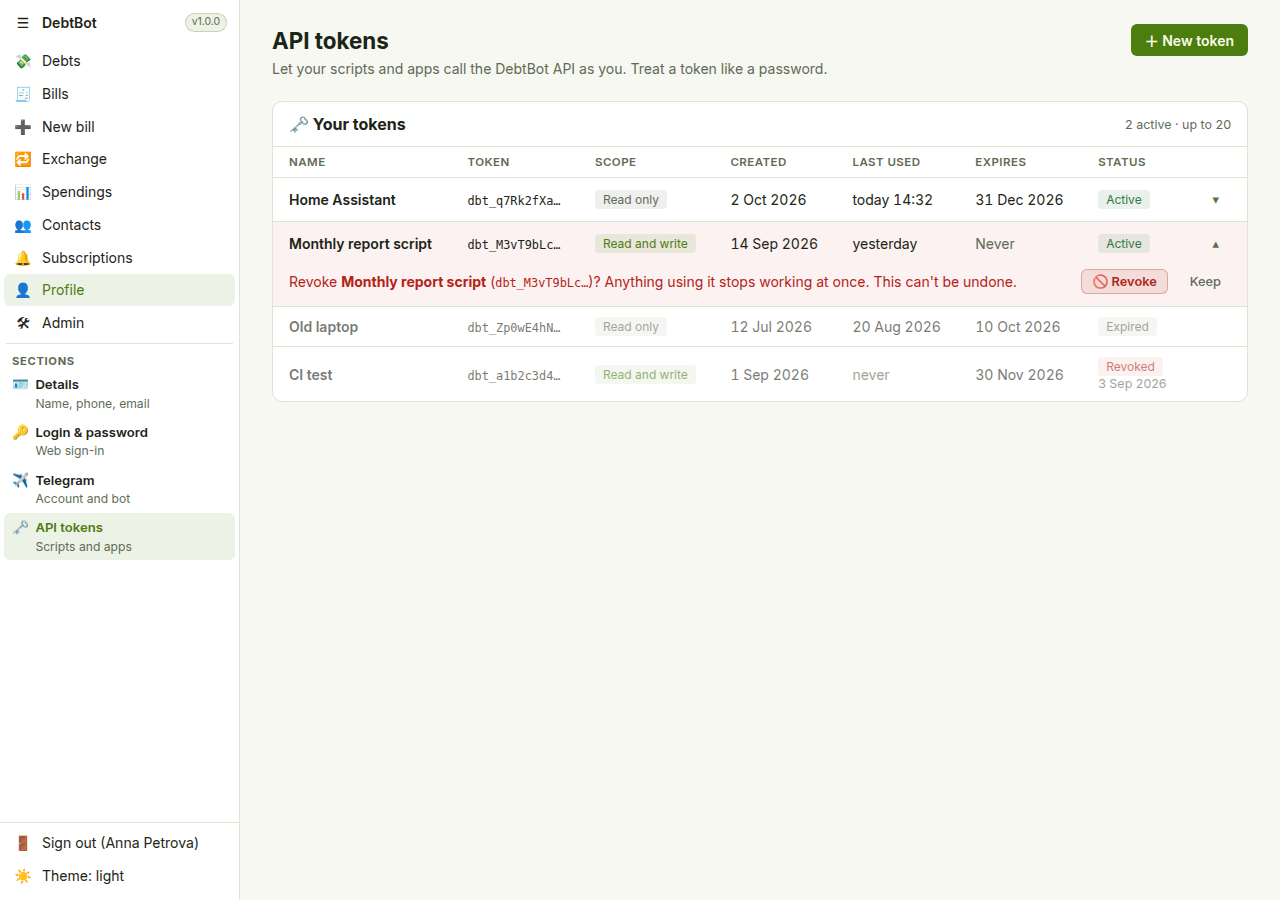 ☰ DebtBot v1.0.0
💸 Debts
🧾 Bills
➕ New bill
🔁 Exchange
📊 Spendings
👥 Contacts
🔔 Subscriptions
👤 Profile
🛠 Admin
SECTIONS
🪪 Details
Name, phone, email
🔑 Login & password
Web sign-in
✈️ Telegram
Account and bot
🗝️ API tokens
Scripts and apps
🚪 Sign out (Anna Petrova)
☀️ Theme: light
API tokens
+ New token
Let your scripts and apps call the DebtBot API as you. Treat a token like a password.
🗝️ Your tokens 2 active · up to 20
NAME TOKEN SCOPE CREATED LAST USED EXPIRES STATUS
Home Assistant dbt_q7Rk2fXa… Read only 2 Oct 2026 today 14:32 31 Dec 2026 Active ▾
Monthly report script dbt_M3vT9bLc… Read and write 14 Sep 2026 yesterday Never Active ▴
Revoke Monthly report script (dbt_M3vT9bLc…)? Anything using it stops working at once. This can't be undone. 🚫 Revoke Keep
Old laptop dbt_Zp0wE4hN… Read only 12 Jul 2026 20 Aug 2026 10 Oct 2026 Expired
CI test dbt_a1b2c3d4… Read and write 1 Sep 2026 never 30 Nov 2026 Revoked
3 Sep 2026